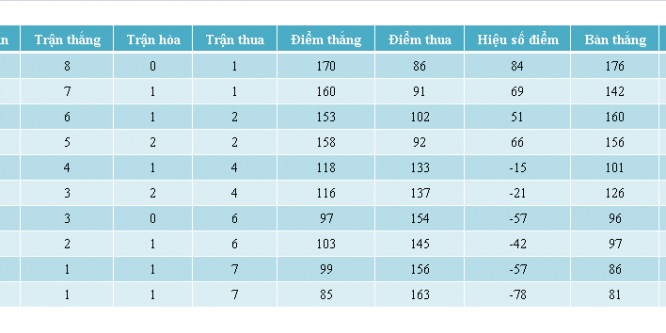 n Trận thắng Trận hòa Trận thua Điểm thắng Điểm thua Hiệu số điểm Bàn thắng
8 0 1 170 86 84 176
7 1 1 160 91 69 142
6 1 2 153 102 51 160
5 2 2 158 92 66 156
4 1 4 118 133 -15 101
3 2 4 116 137 -21 126
3 0 6 97 154 -57 96
2 1 6 103 145 -42 97
1 1 7 99 156 -57 86
1 1 7 85 163 -78 81